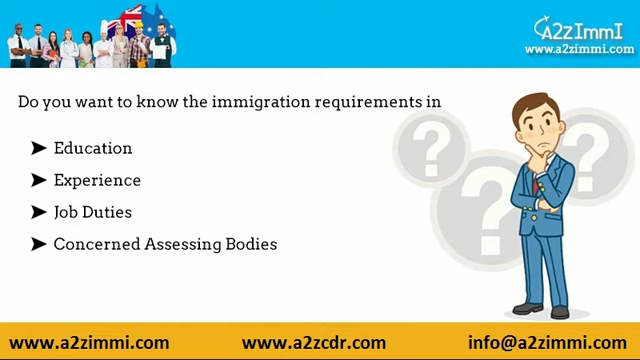 A2ZImmI
www.a2zimmi.com
Do you want to know the immigration requirements in
➤ Education
➤ Experience
➤ Job Duties
➤ Concerned Assessing Bodies
? ? ?
www.a2zimmi.com www.a2zcdr.com info@a2zimmi.com